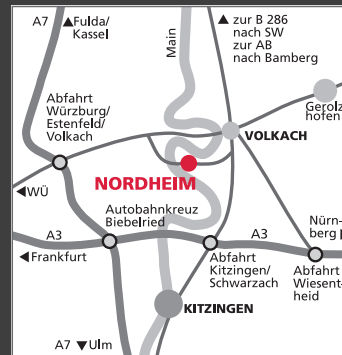 A7 ▲Fulda/
Kassel
Main
▲ zur B 286
nach SW
zur AB
nach Bamberg
Abfahrt
Würzburg/
Estenfeld/
Volkach
Gerolz
hofen
VOLKACH
◄WÜ
NORDHEIM
Autobahnkreuz
Biebelried
A3
A3
Nürn-
berg
◄Frankfurt
Abfahrt
Kitzingen/
Schwarzach
Abfahrt
Wiesent-
heid
KITZINGEN
A7 ▼Ulm